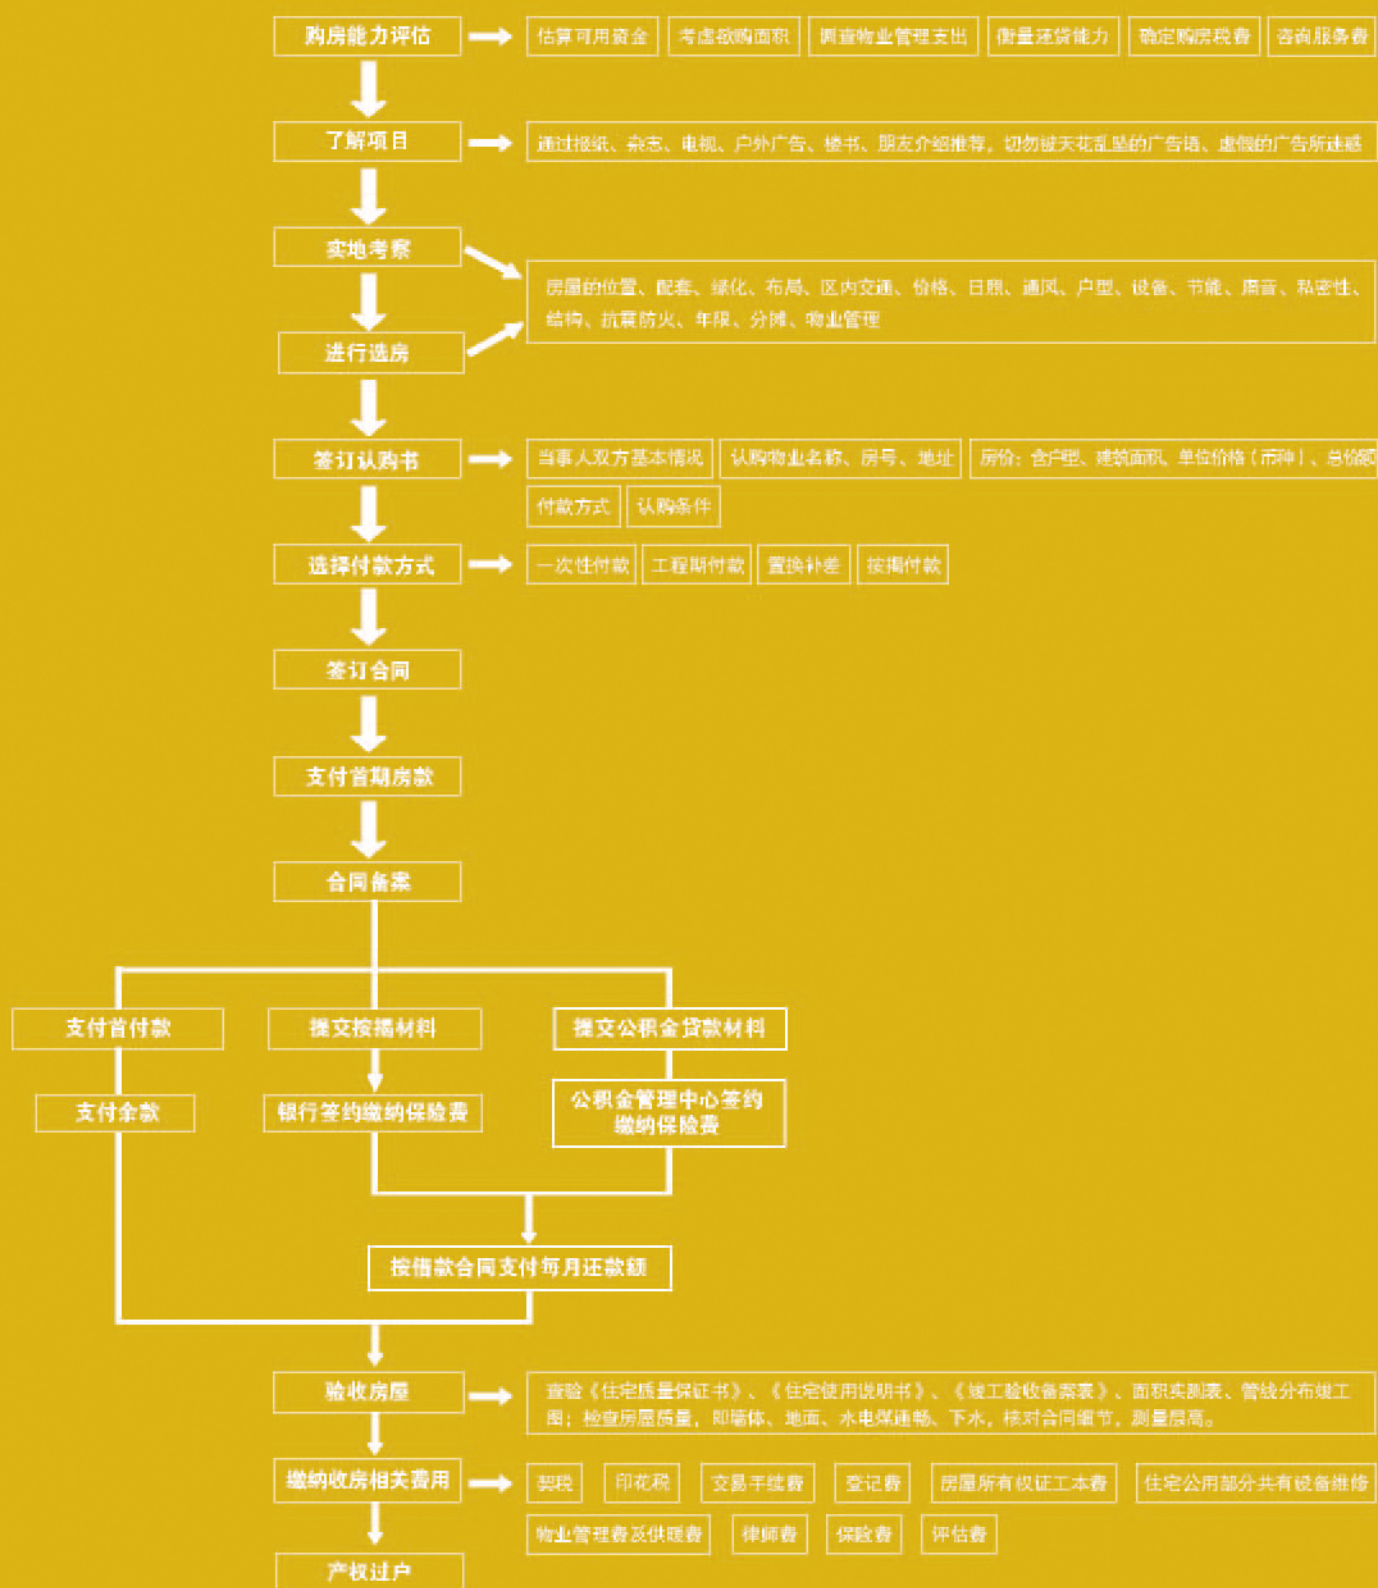 购房能力评估
估算可用资金
考虑欲购面积
调查物业管理支出
衡量还贷能力
确定购房税费
咨询服务费
了解项目
通过报纸、杂志、电视、户外广告、楼书、朋友介绍推荐，切勿被天花乱坠的广告语、虚假的广告所迷惑
实地考察
房屋的位置、配套、绿化、布局、区内交通、价格、日照、通风、户型、设备、节能、隔音、私密性、
结构、抗震防火、年限、分摊、物业管理
进行选房
签订认购书
当事人双方基本情况
认购物业名称、房号、地址
房价：含户型、建筑面积、单位价格（币种）、总价额
付款方式
认购条件
选择付款方式
一次性付款
工程期付款
置换补差
按揭付款
签订合同
支付首期房款
合同备案
支付首付款
提交按揭材料
提交公积金贷款材料
支付余款
银行签约缴纳保险费
公积金管理中心签约
缴纳保险费
按借款合同支付每月还款额
验收房屋
查验《住宅质量保证书》、《住宅使用说明书》、《竣工验收备案表》、面积实测表、管线分布竣工
图；检查房屋质量，即墙体、地面、水电煤通畅、下水，核对合同细节，测量层高。
缴纳收房相关费用
契税
印花税
交易手续费
登记费
房屋所有权证工本费
住宅公用部分共有设备维修
物业管理费及供暖费
律师费
保险费
评估费
产权过户